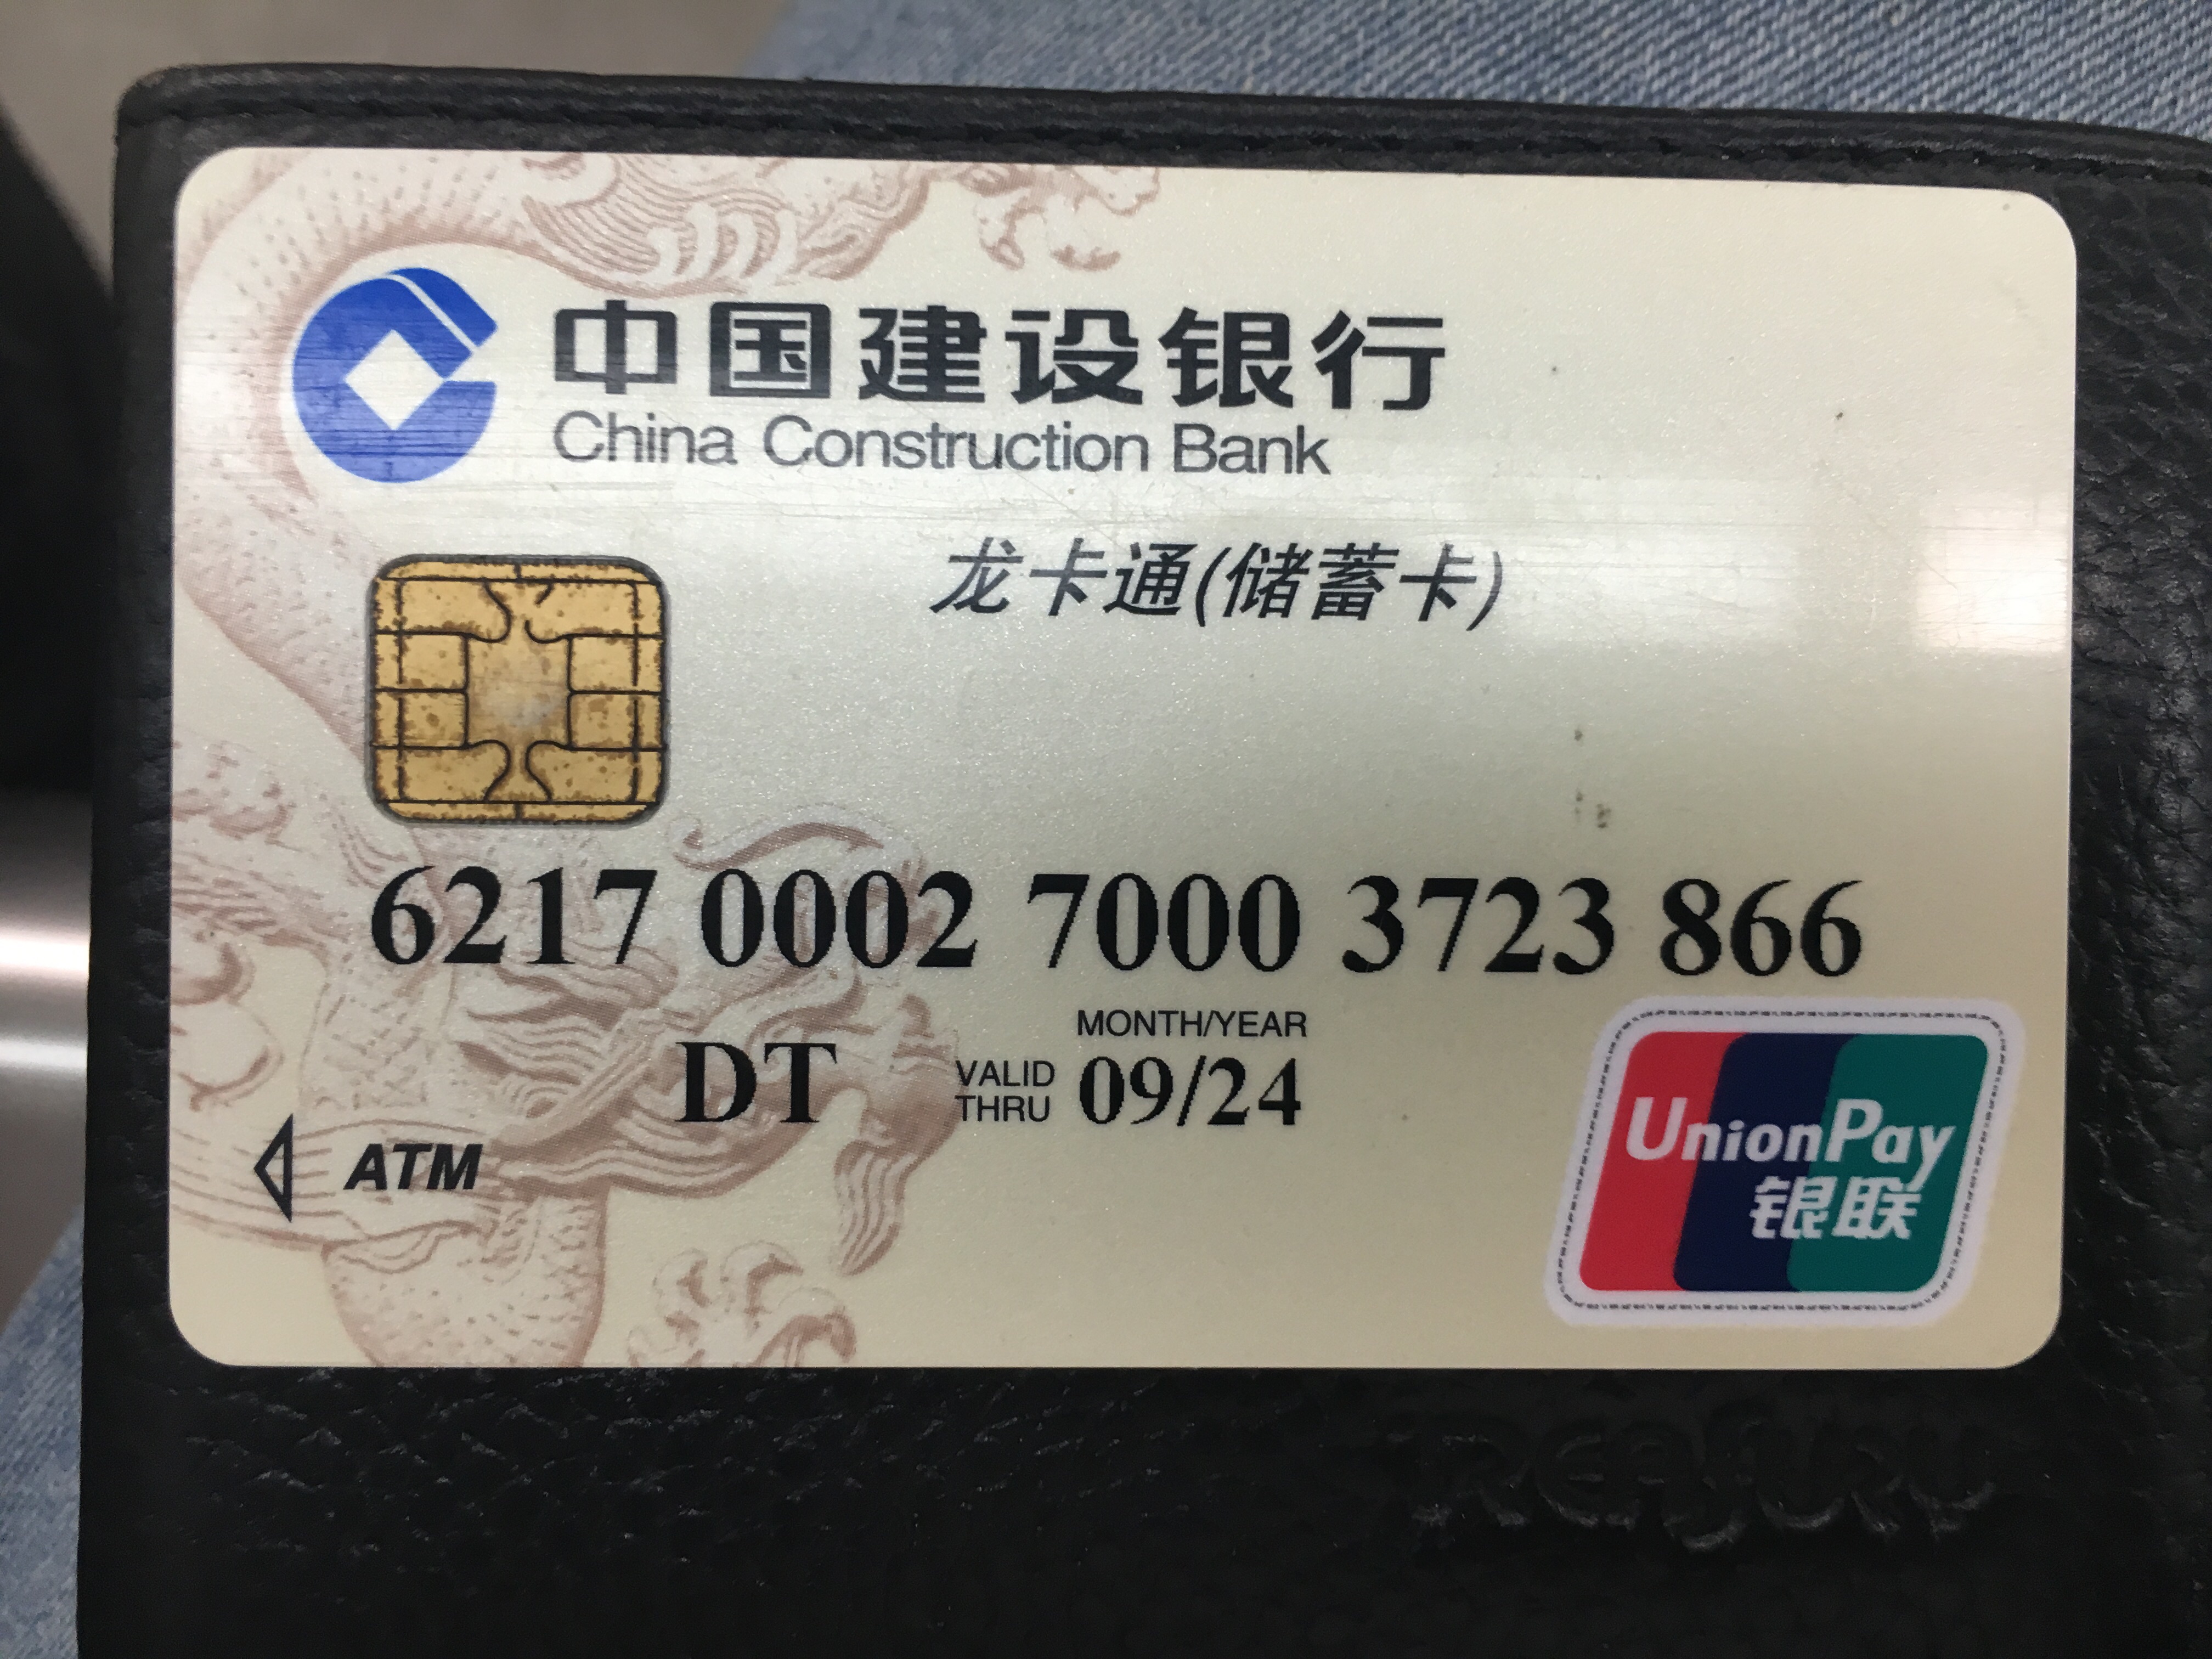 中国建设银行
China Construction Bank
龙卡通(储蓄卡)
6217 0002 7000 3723 866
MONTH/YEAR
DT VALID THRU 09/24
ATM
UnionPay
银联